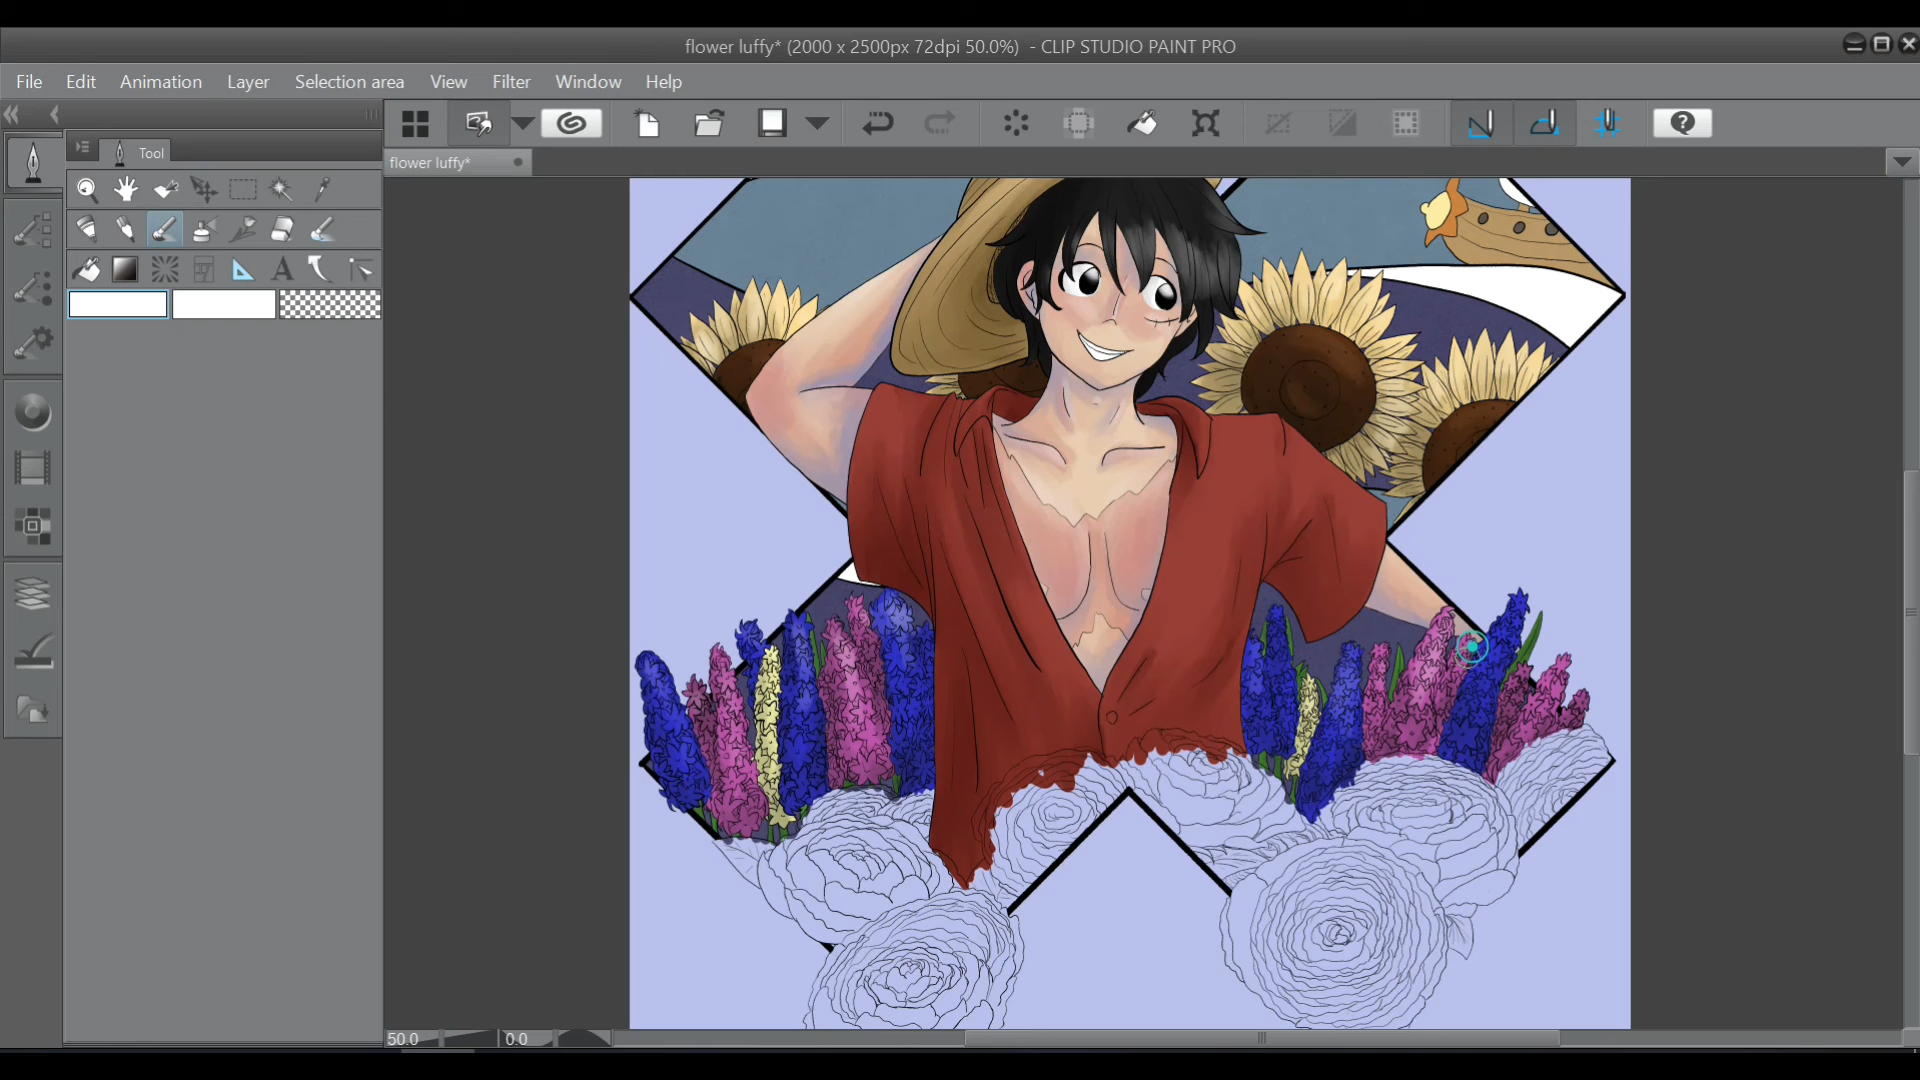 flower luffy* (2000 x 2500px 72dpi 50.0%)  - CLIP STUDIO PAINT PRO
File Edit Animation Layer Selection area View Filter Window Help
Tool
flower luffy*
50.0 0.0